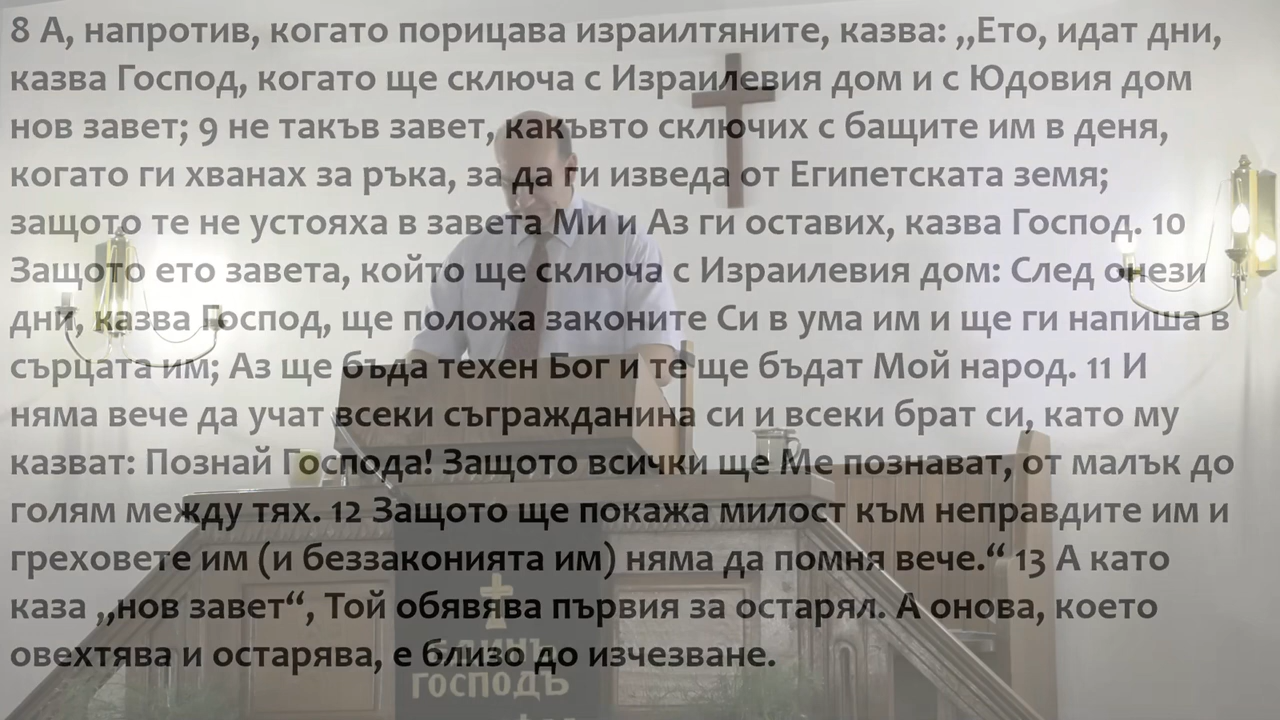 8 А, напротив, когато порицава израилтяните, казва: „Ето, идат дни,
казва Господ, когато ще сключа с Израилевия дом и с Юдовия дом
нов завет; 9 не такъв завет, какъвто сключих с бащите им в деня,
когато ги хванах за ръка, за да ги изведа от Египетската земя;
защото те не устояха в завета Ми и Аз ги оставих, казва Господ. 10
Защото ето завета, който ще сключа с Израилевия дом: След онези
дни, казва Господ, ще положа законите Си в ума им и ще ги напиша в
сърцата им; Аз ще бъда техен Бог и те ще бъдат Мой народ. 11 И
няма вече да учат всеки съгражданина си и всеки брат си, като му
казват: Познай Господа! Защото всички ще Ме познават, от малък до
голям между тях. 12 Защото ще покажа милост към неправдите им и
греховете им (и беззаконията им) няма да помня вече.“ 13 А като
каза „нов завет“, Той обявява първия за остарял. А онова, което
овехтява и остарява, е близо до изчезване.
ЕДИНЪ
ГОСПОДЬ